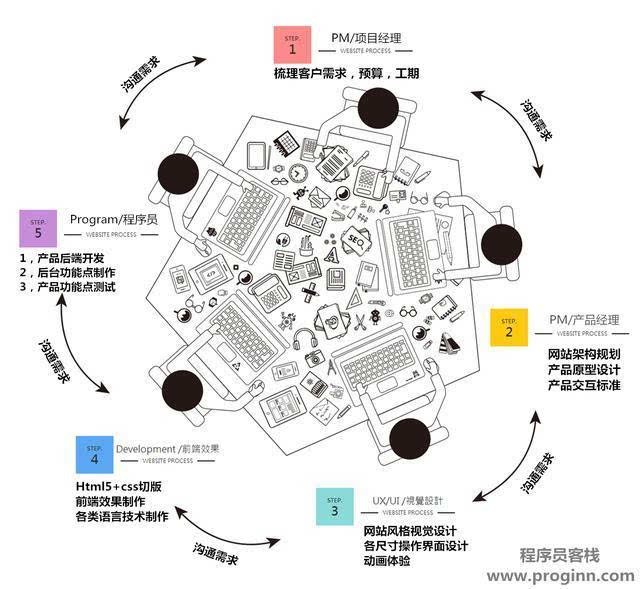 STEP.
1
PM/项目经理
WEBSITE PROCESS
梳理客户需求，预算，工期
沟通需求
沟通需求
STEP.
5
Program/程序员
WEBSITE PROCESS
1，产品后端开发
2，后台功能点制作
3，产品功能点测试
SEO
STEP.
2
PM/产品经理
WEBSITE PROCESS
网站架构规划
产品原型设计
产品交互标准
沟通需求
STEP.
4
Development/前端效果
WEBSITE PROCESS
Html5+css切版
前端效果制作
各类语言技术制作
沟通需求
STEP.
3
UX/UI/視覺設計
WEBSITE PROCESS
网站风格视觉设计
各尺寸操作界面设计
动画体验
沟通需求
程序员客栈
www.proginn.com